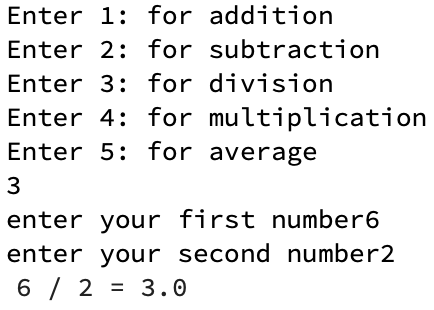 Enter 1: for addition
Enter 2: for subtraction
Enter 3: for division
Enter 4: for multiplication
Enter 5: for average
3
enter your first number6
enter your second number2
6 / 2 = 3.0